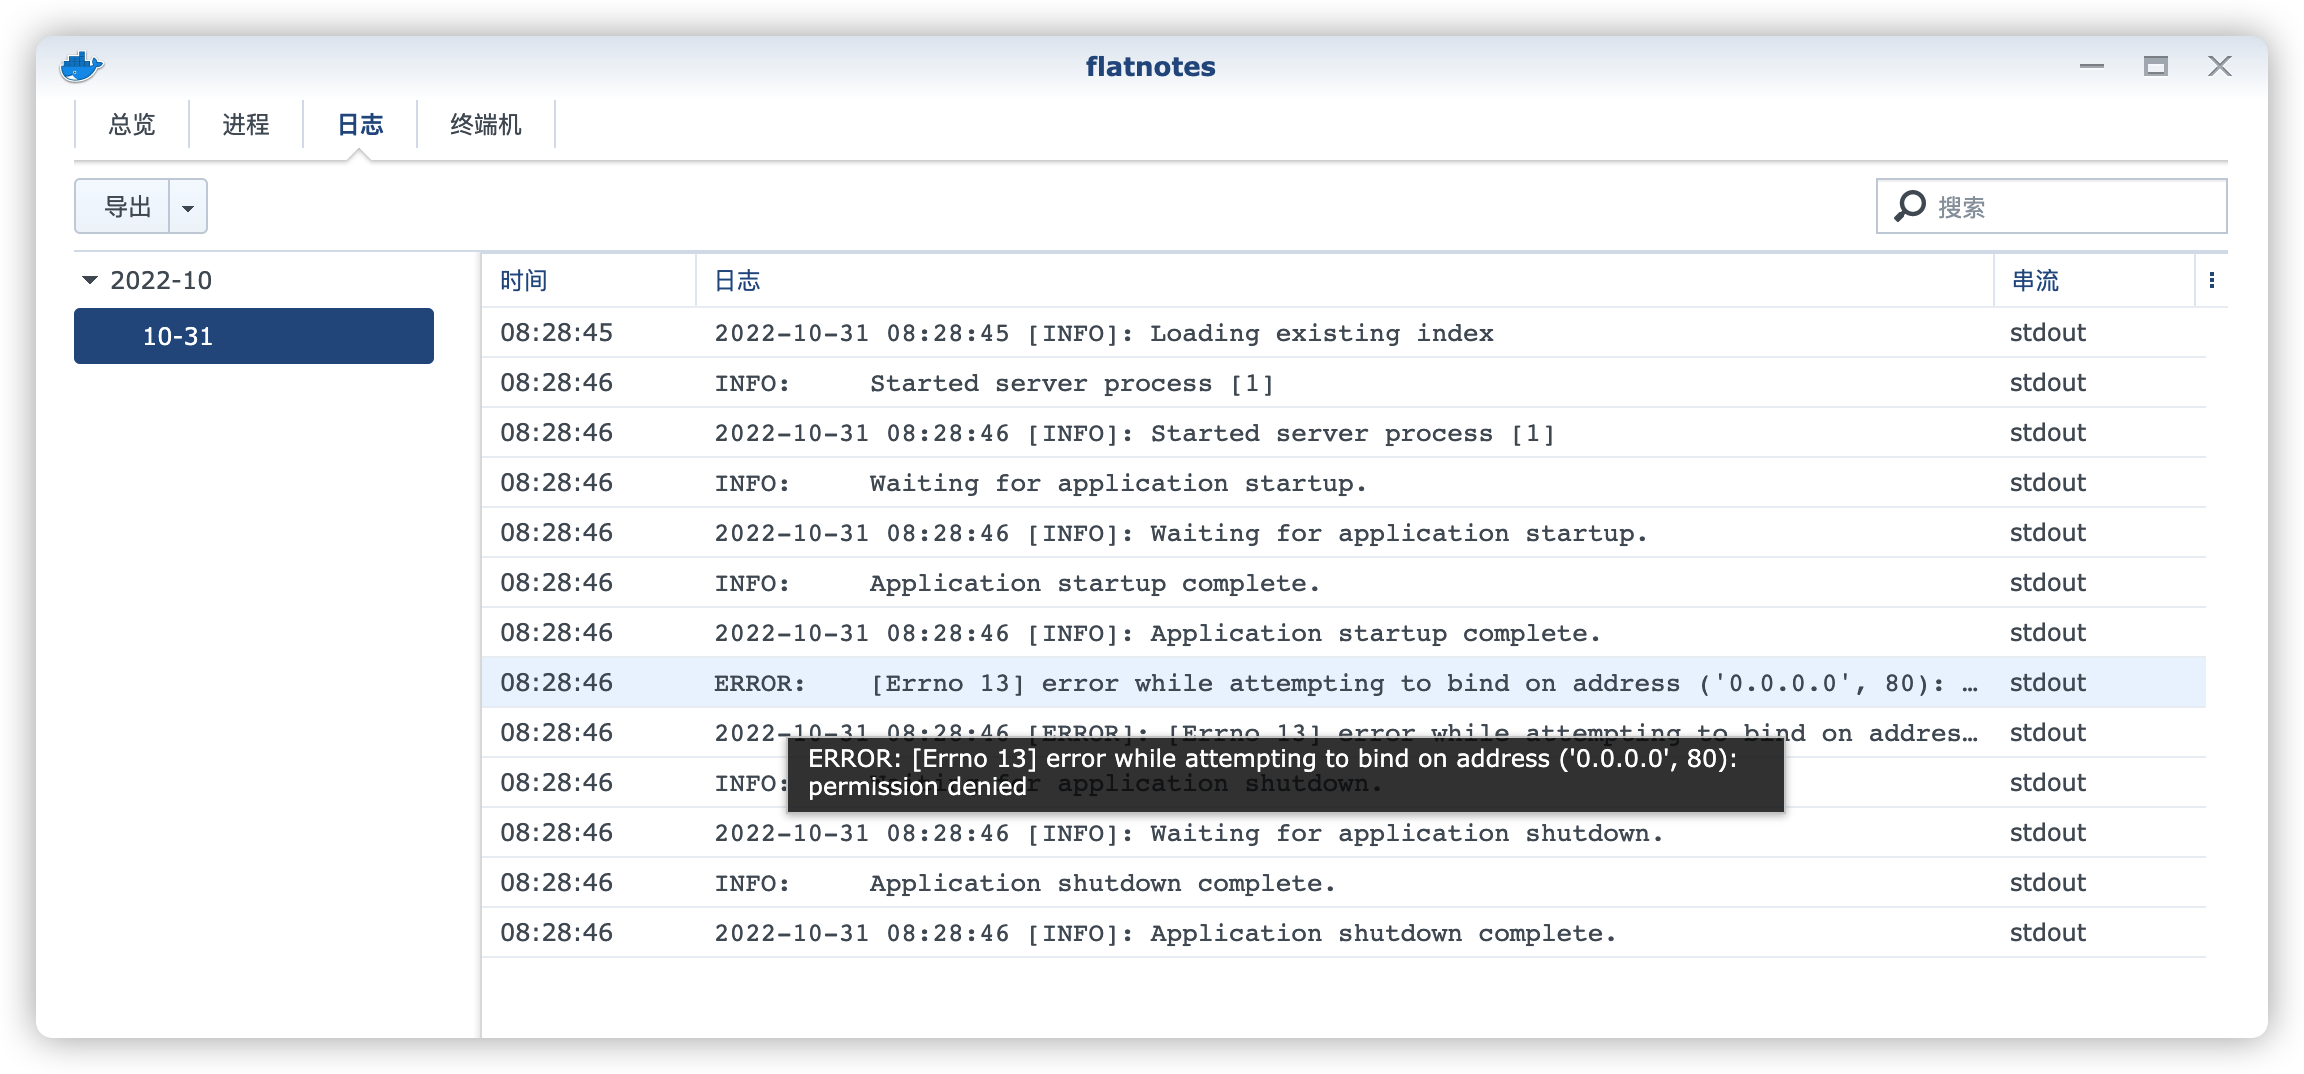 flatnotes
总览 进程 日志 终端机
导出 搜索
2022-10
10-31
时间 日志 串流
08:28:45 2022-10-31 08:28:45 [INFO]: Loading existing index stdout
08:28:46 INFO: Started server process [1] stdout
08:28:46 2022-10-31 08:28:46 [INFO]: Started server process [1] stdout
08:28:46 INFO: Waiting for application startup. stdout
08:28:46 2022-10-31 08:28:46 [INFO]: Waiting for application startup. stdout
08:28:46 INFO: Application startup complete. stdout
08:28:46 2022-10-31 08:28:46 [INFO]: Application startup complete. stdout
08:28:46 ERROR: [Errno 13] error while attempting to bind on address ('0.0.0.0', 80): … stdout
08:28:46 2022-10-31 08:28:46 [ERROR]: [Errno 13] error while attempting to bind on addres… stdout
ERROR: [Errno 13] error while attempting to bind on address ('0.0.0.0', 80):
permission denied
08:28:46 INFO: Waiting for application shutdown. stdout
08:28:46 2022-10-31 08:28:46 [INFO]: Waiting for application shutdown. stdout
08:28:46 INFO: Application shutdown complete. stdout
08:28:46 2022-10-31 08:28:46 [INFO]: Application shutdown complete. stdout